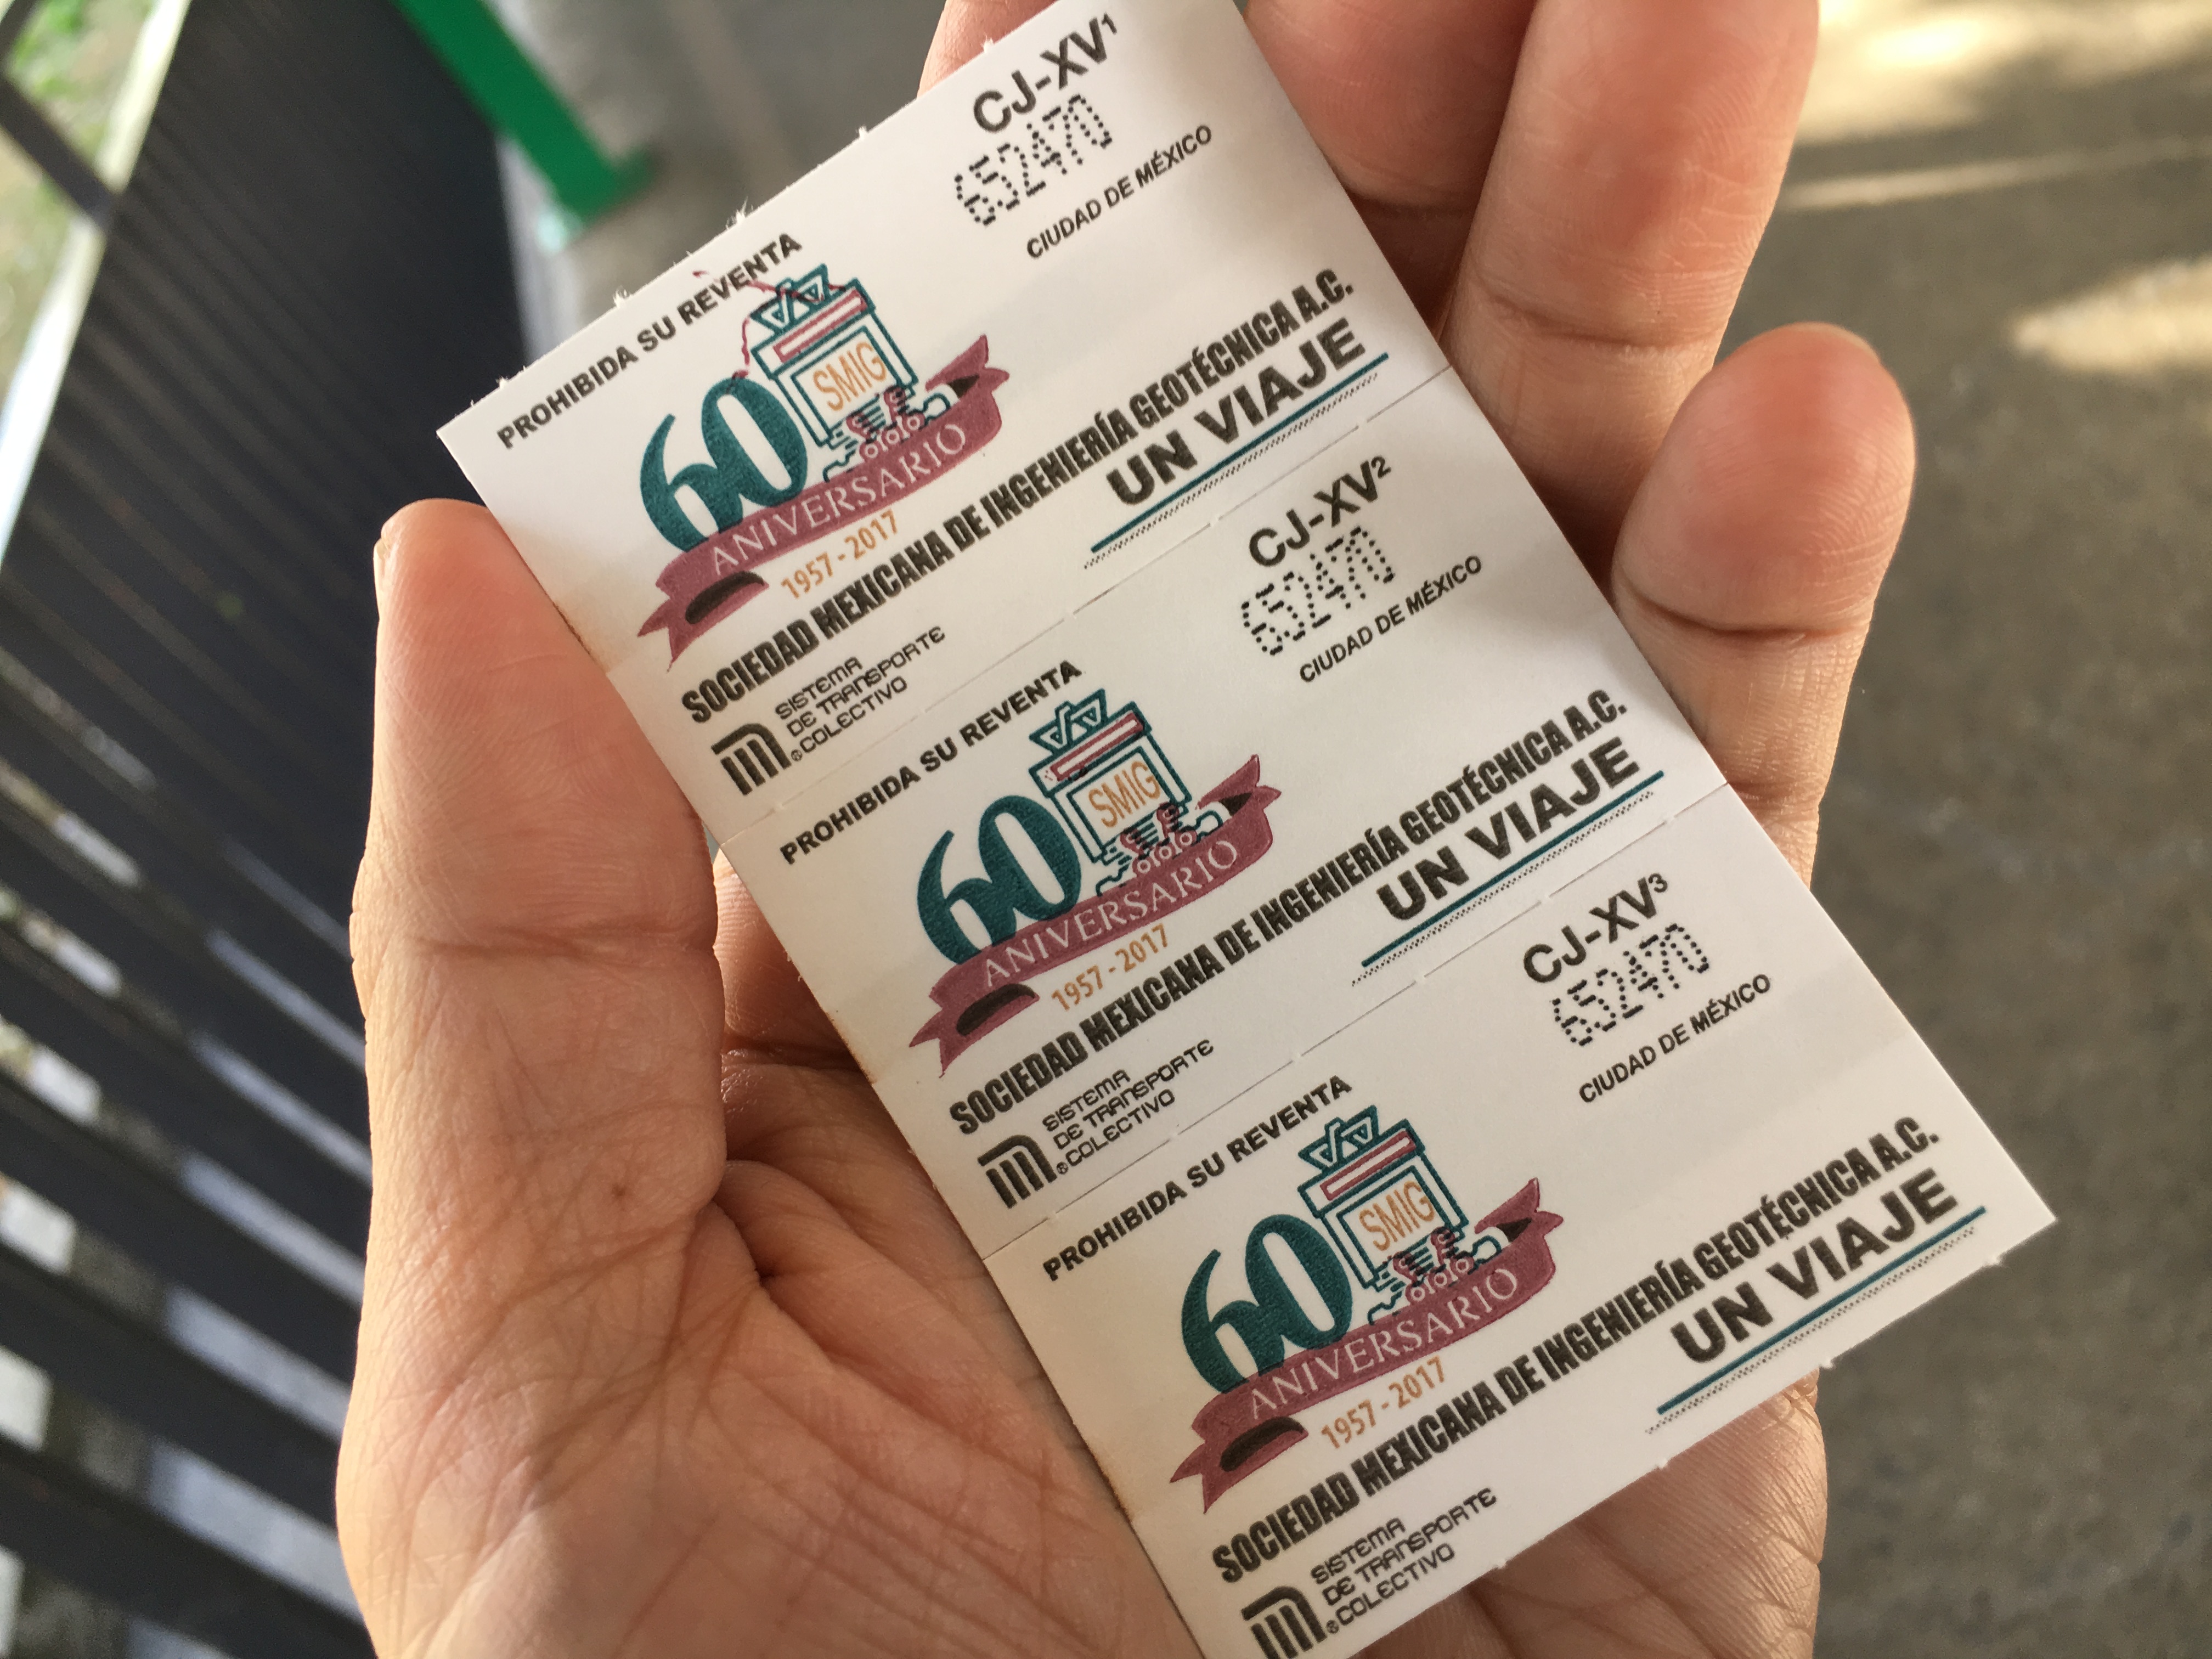 CJ-XV¹
652470
CIUDAD DE MÉXICO
PROHIBIDA SU REVENTA
SMIG
60
ANIVERSARIO
1957 - 2017
SOCIEDAD MEXICANA DE INGENIERÍA GEOTÉCNICA A.C.
UN VIAJE
SISTEMA
DE TRANSPORTE
®COLECTIVO
CJ-XV²
652470
CIUDAD DE MÉXICO
PROHIBIDA SU REVENTA
SMIG
60
ANIVERSARIO
1957 - 2017
SOCIEDAD MEXICANA DE INGENIERÍA GEOTÉCNICA A.C.
UN VIAJE
SISTEMA
DE TRANSPORTE
®COLECTIVO
CJ-XV³
652470
CIUDAD DE MÉXICO
PROHIBIDA SU REVENTA
SMIG
60
ANIVERSARIO
1957 - 2017
SOCIEDAD MEXICANA DE INGENIERÍA GEOTÉCNICA A.C.
UN VIAJE
SISTEMA
DE TRANSPORTE
®COLECTIVO